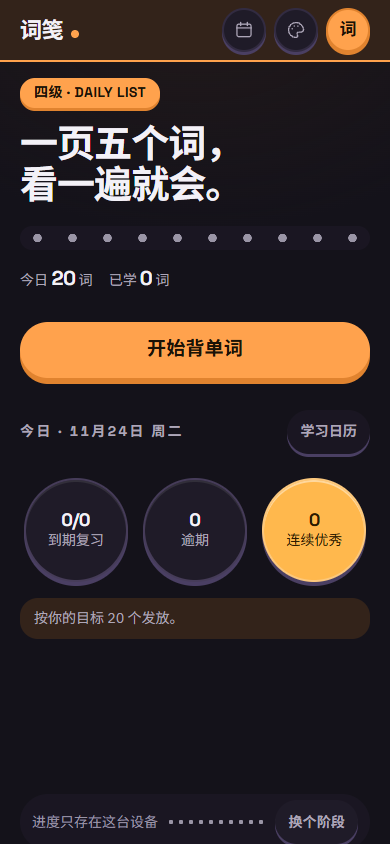 词笺
词
四级 · DAILY LIST
一页五个词，
看一遍就会。
今日 20 词 已学 0 词
开始背单词
今日 · 11月24日 周二
学习日历
0/0
到期复习
0
逾期
0
连续优秀
按你的目标 20 个发放。
进度只存在这台设备
换个阶段